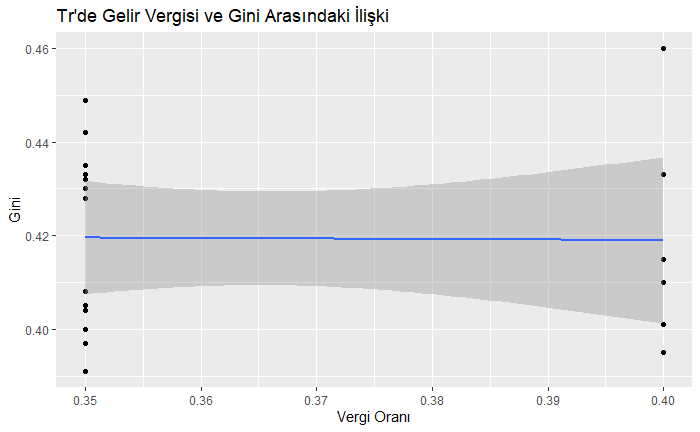 Tr'de Gelir Vergisi ve Gini Arasındaki İlişki
0.46
0.44
0.42
0.40
Gini
0.35 0.36 0.37 0.38 0.39 0.40
Vergi Oranı